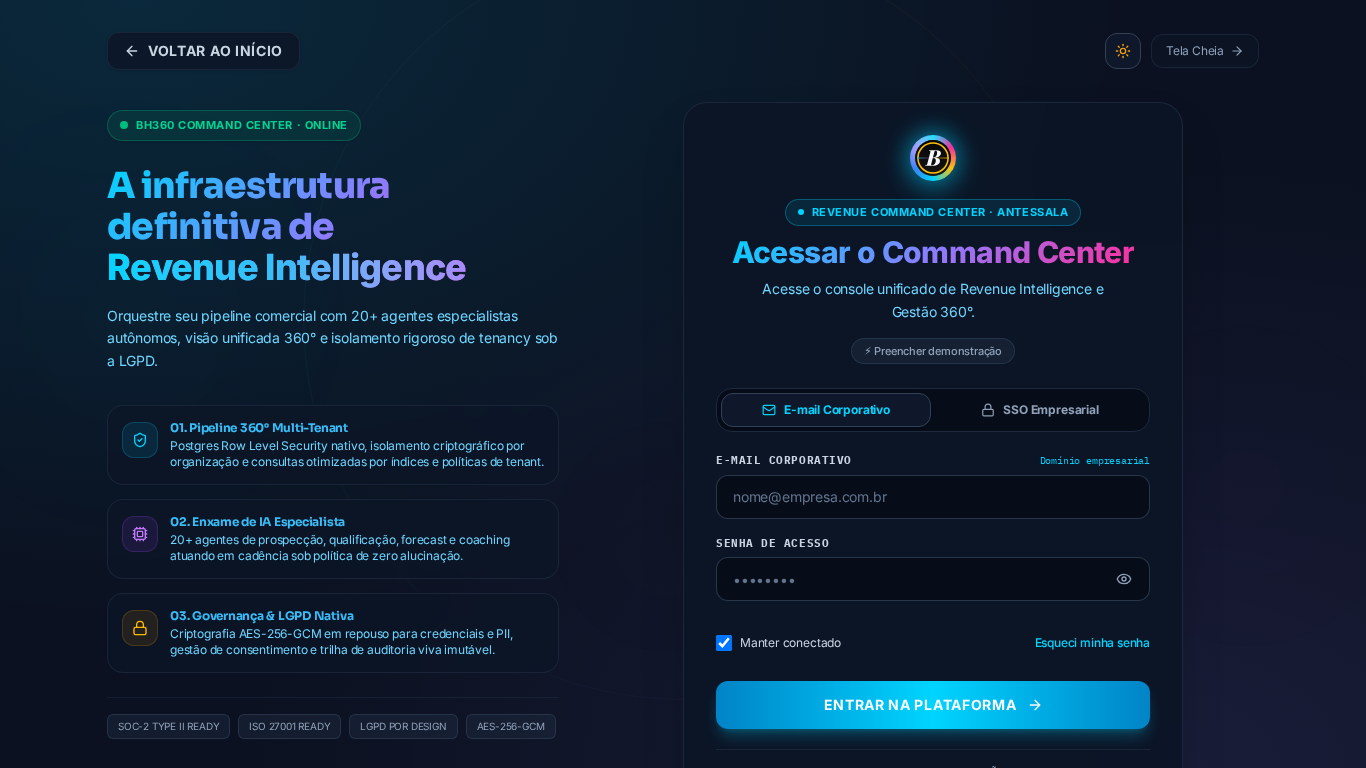 VOLTAR AO INÍCIO
Tela Cheia
BH360 COMMAND CENTER · ONLINE
A infraestrutura
definitiva de
Revenue Intelligence
Orquestre seu pipeline comercial com 20+ agentes especialistas
autônomos, visão unificada 360° e isolamento rigoroso de tenancy sob
a LGPD.
01. Pipeline 360° Multi-Tenant
Postgres Row Level Security nativo, isolamento criptográfico por
organização e consultas otimizadas por índices e políticas de tenant.
02. Enxame de IA Especialista
20+ agentes de prospecção, qualificação, forecast e coaching
atuando em cadência sob política de zero alucinação.
03. Governança & LGPD Nativa
Criptografia AES-256-GCM em repouso para credenciais e PII,
gestão de consentimento e trilha de auditoria viva imutável.
SOC-2 TYPE II READY
ISO 27001 READY
LGPD POR DESIGN
AES-256-GCM
B
REVENUE COMMAND CENTER · ANTESSALA
Acessar o Command Center
Acesse o console unificado de Revenue Intelligence e
Gestão 360°.
⚡ Preencher demonstração
E-mail Corporativo
SSO Empresarial
E-MAIL CORPORATIVO
Domínio empresarial
nome@empresa.com.br
SENHA DE ACESSO
••••••••
Manter conectado
Esqueci minha senha
ENTRAR NA PLATAFORMA